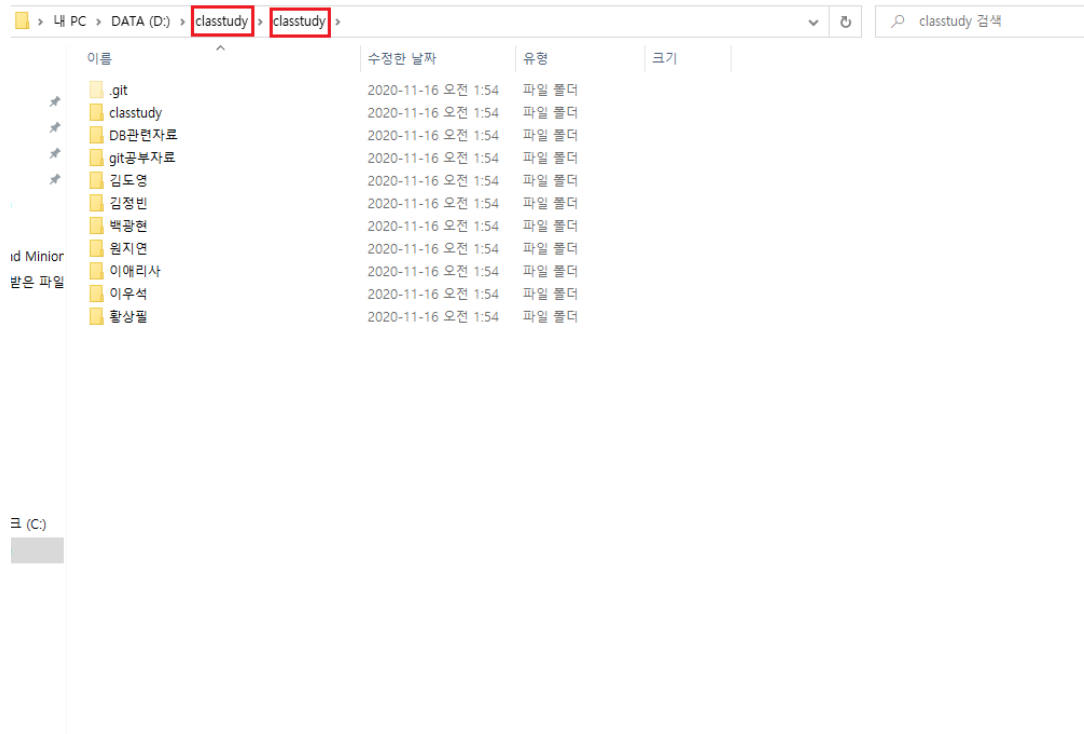 내 PC > DATA (D:) > classtudy > classtudy > classtudy 검색
이름 수정한 날짜 유형 크기
.git 2020-11-16 오전 1:54 파일 폴더
classtudy 2020-11-16 오전 1:54 파일 폴더
DB관련자료 2020-11-16 오전 1:54 파일 폴더
git공부자료 2020-11-16 오전 1:54 파일 폴더
김도영 2020-11-16 오전 1:54 파일 폴더
김정빈 2020-11-16 오전 1:54 파일 폴더
백광현 2020-11-16 오전 1:54 파일 폴더
원지연 2020-11-16 오전 1:54 파일 폴더
nd Minion
이애리사 2020-11-16 오전 1:54 파일 폴더
받은 파일
이우석 2020-11-16 오전 1:54 파일 폴더
황상필 2020-11-16 오전 1:54 파일 폴더
크 (C:)